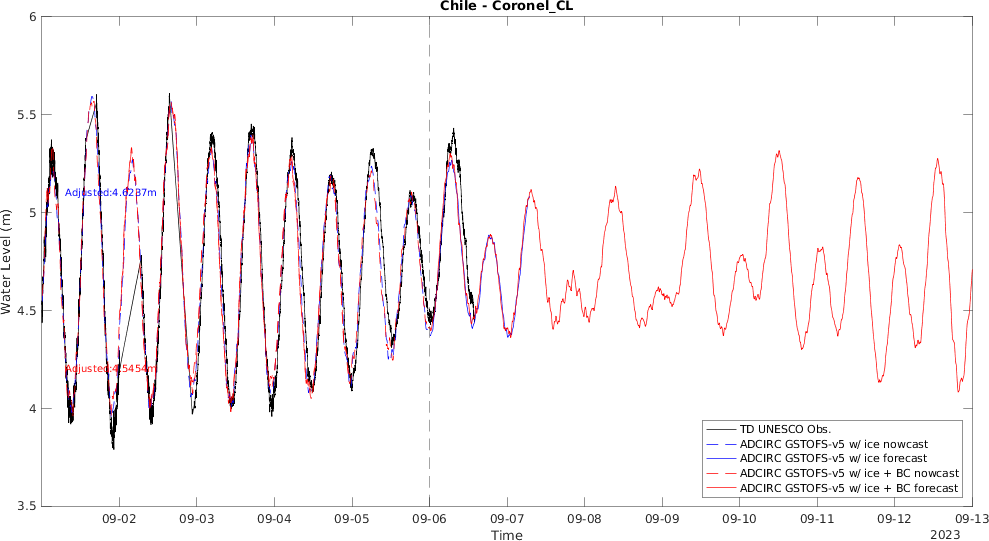 Chile - Coronel_CL
6
5.5
5
4.5
4
3.5
Water Level (m)
Adjusted:4.6237m
Adjusted:4.5454m
TD UNESCO Obs.
ADCIRC GSTOFS-v5 w/ ice nowcast
ADCIRC GSTOFS-v5 w/ ice forecast
ADCIRC GSTOFS-v5 w/ ice + BC nowcast
ADCIRC GSTOFS-v5 w/ ice + BC forecast
09-02 09-03 09-04 09-05 09-06 09-07 09-08 09-09 09-10 09-11 09-12 09-13
Time
2023